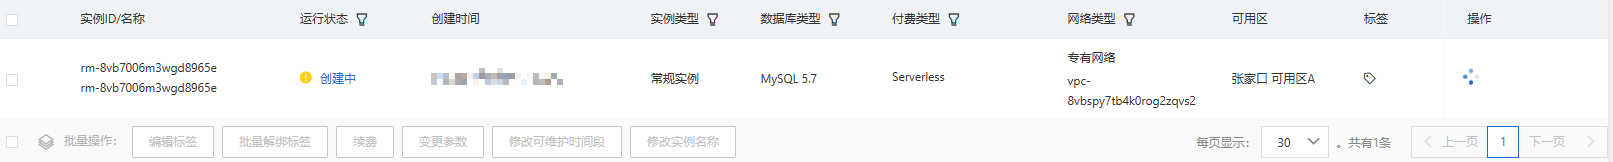 实例ID/名称 运行状态 创建时间 实例类型 数据库类型 付费类型 网络类型 可用区 标签 操作
rm-8vb7006m3wgd8965e
rm-8vb7006m3wgd8965e
创建中
常规实例
MySQL 5.7
Serverless
专有网络
vpc-
8vbspy7tb4k0rog2zqvs2
张家口 可用区A
批量操作: 编辑标签 批量解绑标签 续费 变更参数 修改可维护时间段 修改实例名称 每页显示: 30 。共有1条 上一页 1 下一页